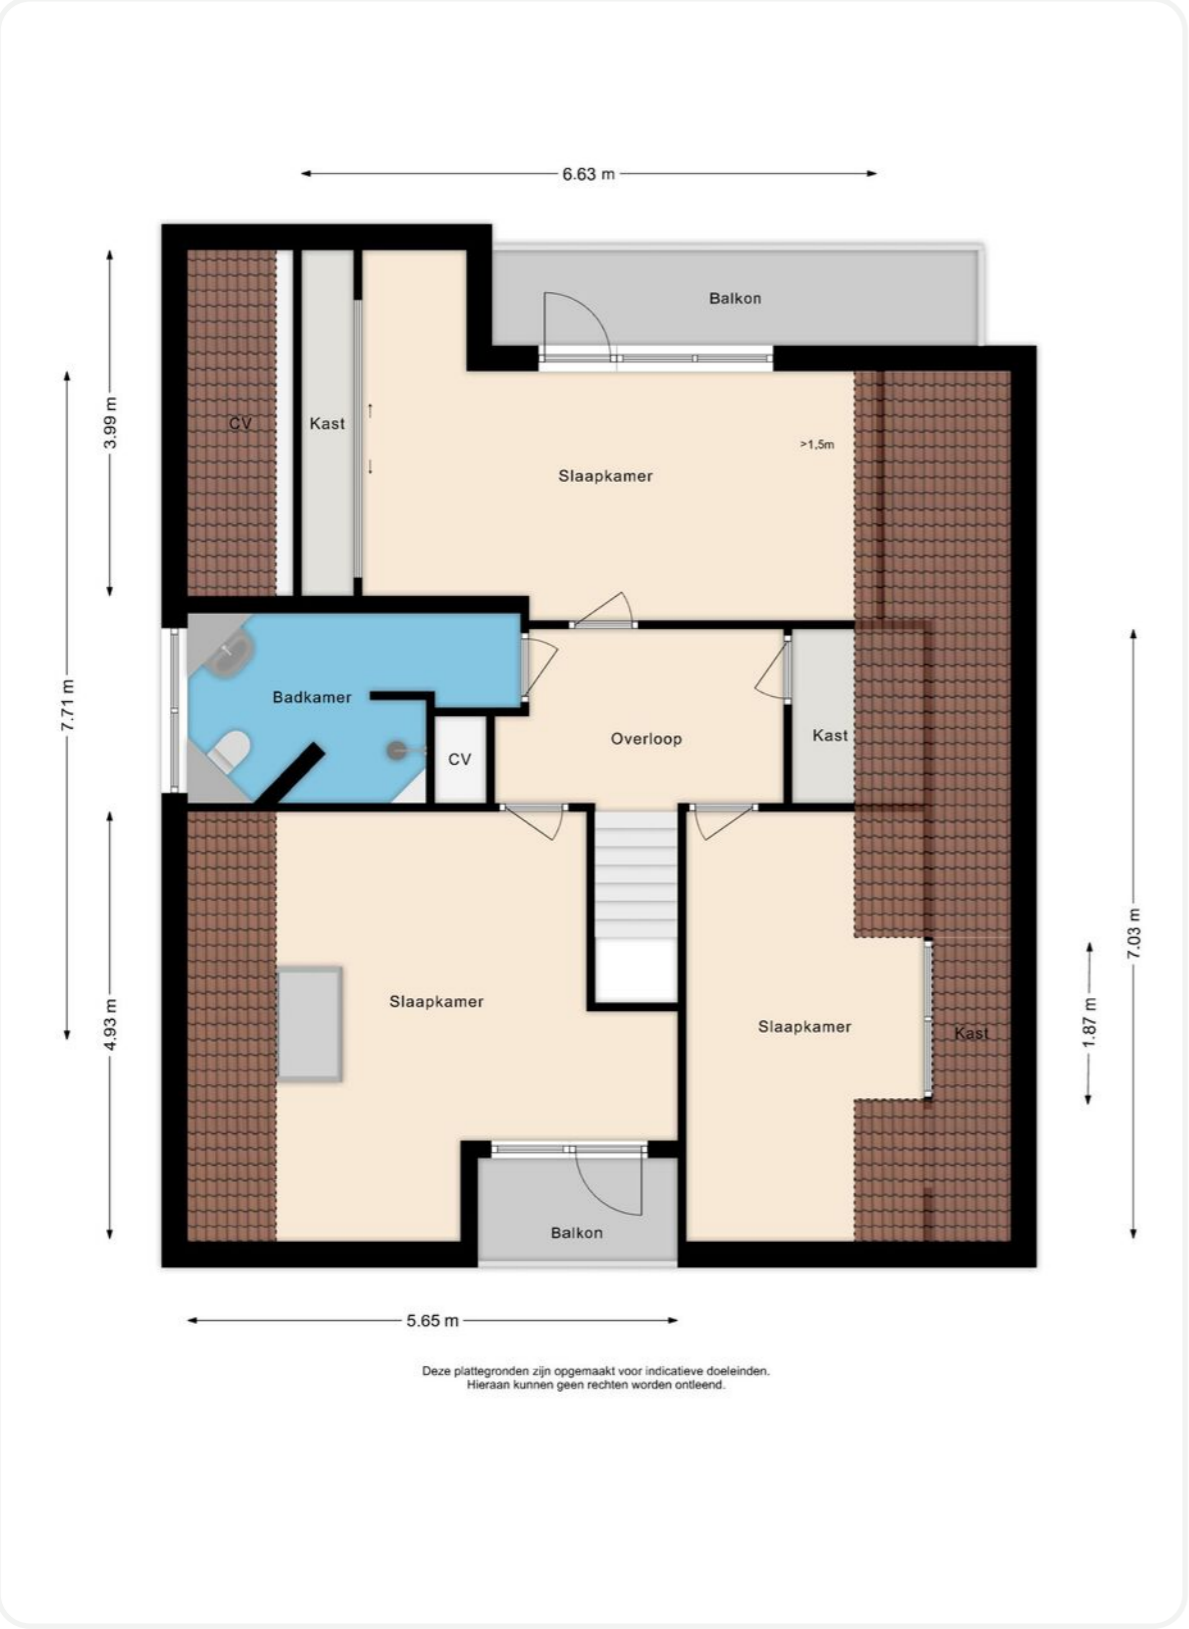 6.63 m
Balkon
3.99 m
CV
Kast
>1,5m
Slaapkamer
7.71 m
Badkamer
Overloop
Kast
CV
7.03 m
4.93 m
Slaapkamer
Slaapkamer
Kast
1.87 m
Balkon
5.65 m
Deze plattegronden zijn opgemaakt voor indicatieve doeleinden.
Hieraan kunnen geen rechten worden ontleend.